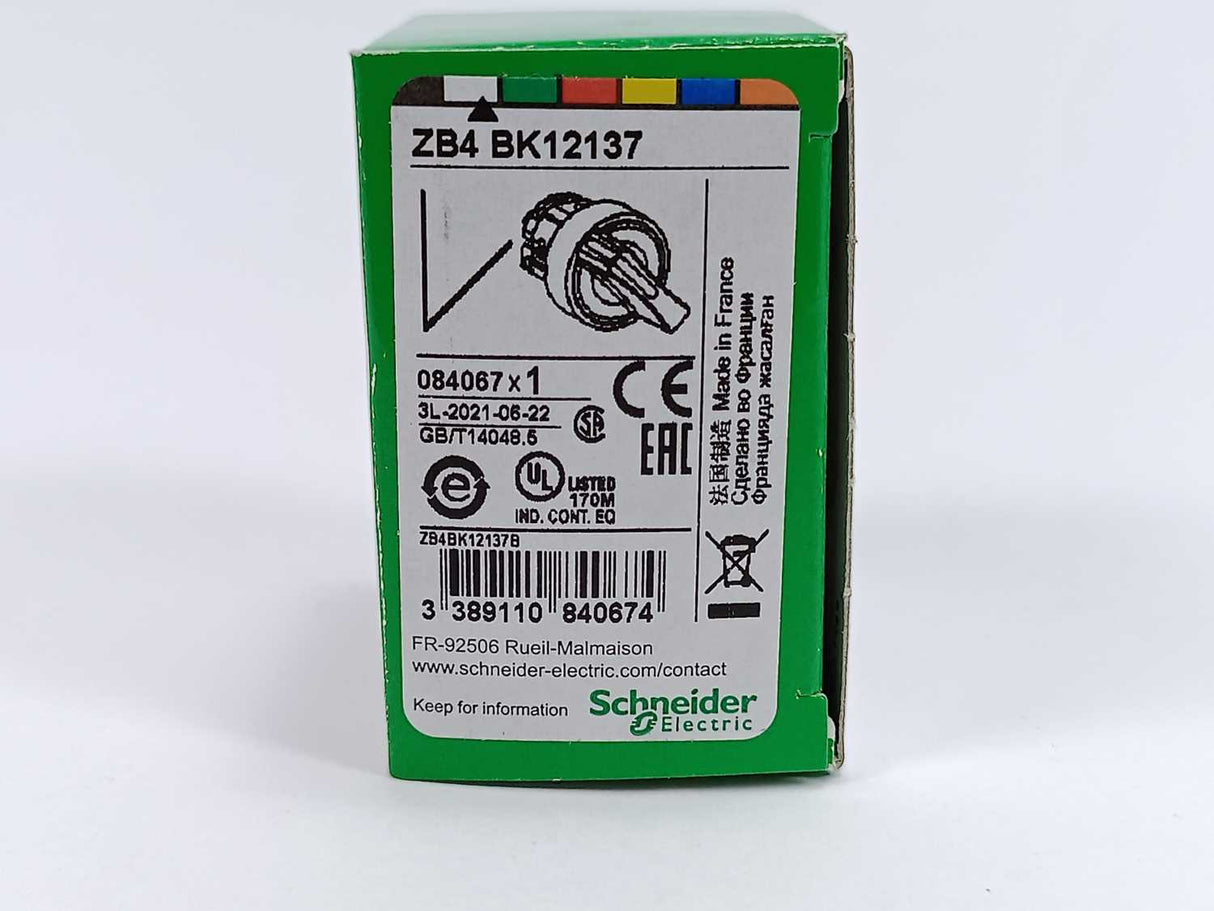 ZB4 BK12137
084067 x 1
3L-2021-06-22
GB/T14048.5
CE
SA
EAC
e
UL
LISTED
170M
IND. CONT. EQ
ZB4BK12137B
3 389110 840674
法国制造 Made in France
Сделано во Франции
Францияда жасалған
FR-92506 Rueil-Malmaison
www.schneider-electric.com/contact
Keep for information
Schneider
Electric